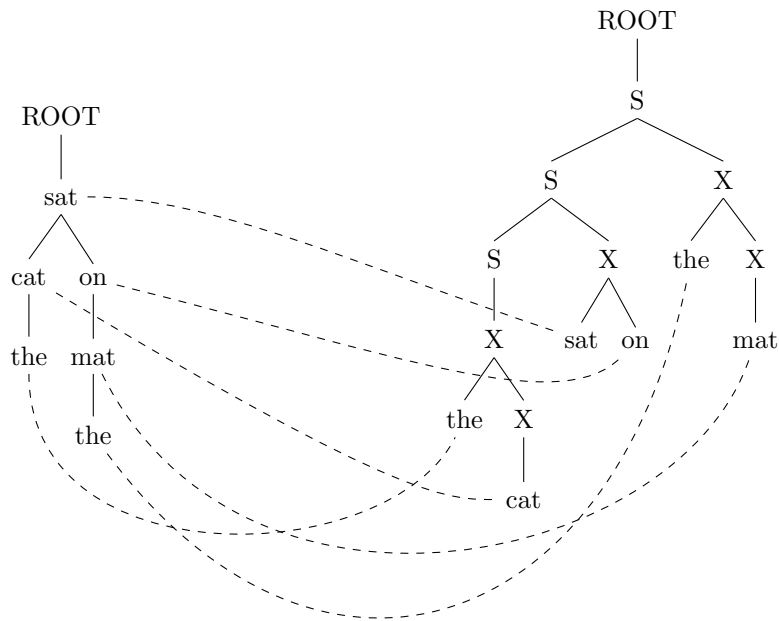 ROOT
S
ROOT
S X
sat
S X the X
cat on
X sat on mat
the mat
the X
the
cat